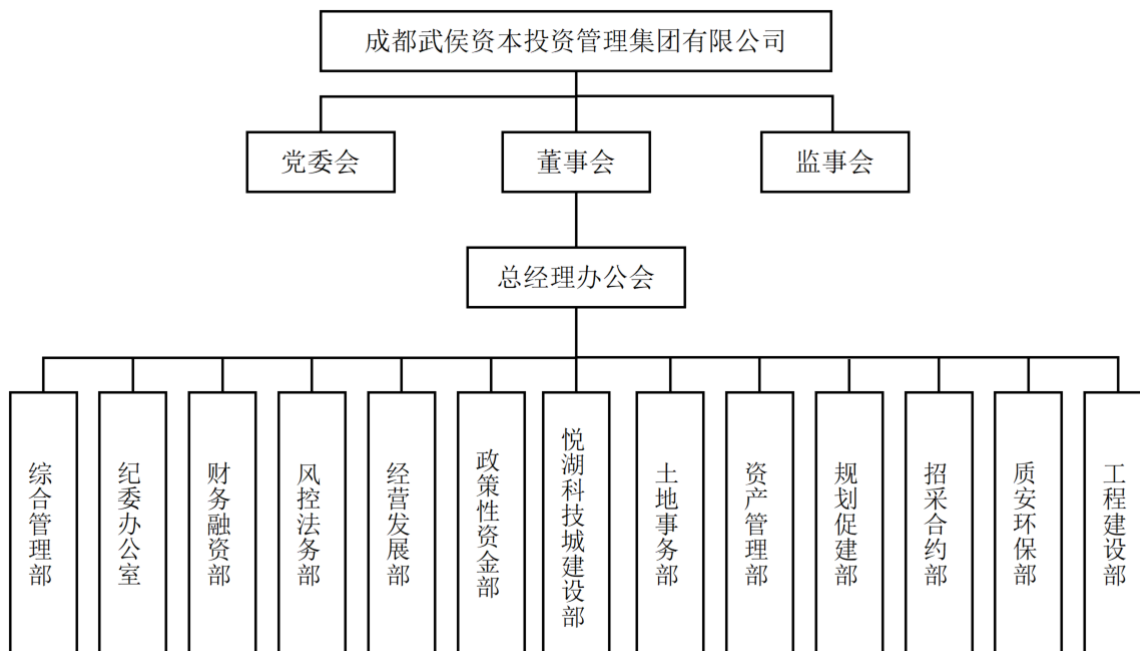 成都武侯资本投资管理集团有限公司
党委会
董事会
监事会
总经理办公会
综合管理部
纪委办公室
财务融资部
风控法务部
经营发展部
政策性资金部
悦湖科技城建设部
土地事务部
资产管理部
规划促建部
招采合约部
质安环保部
工程建设部